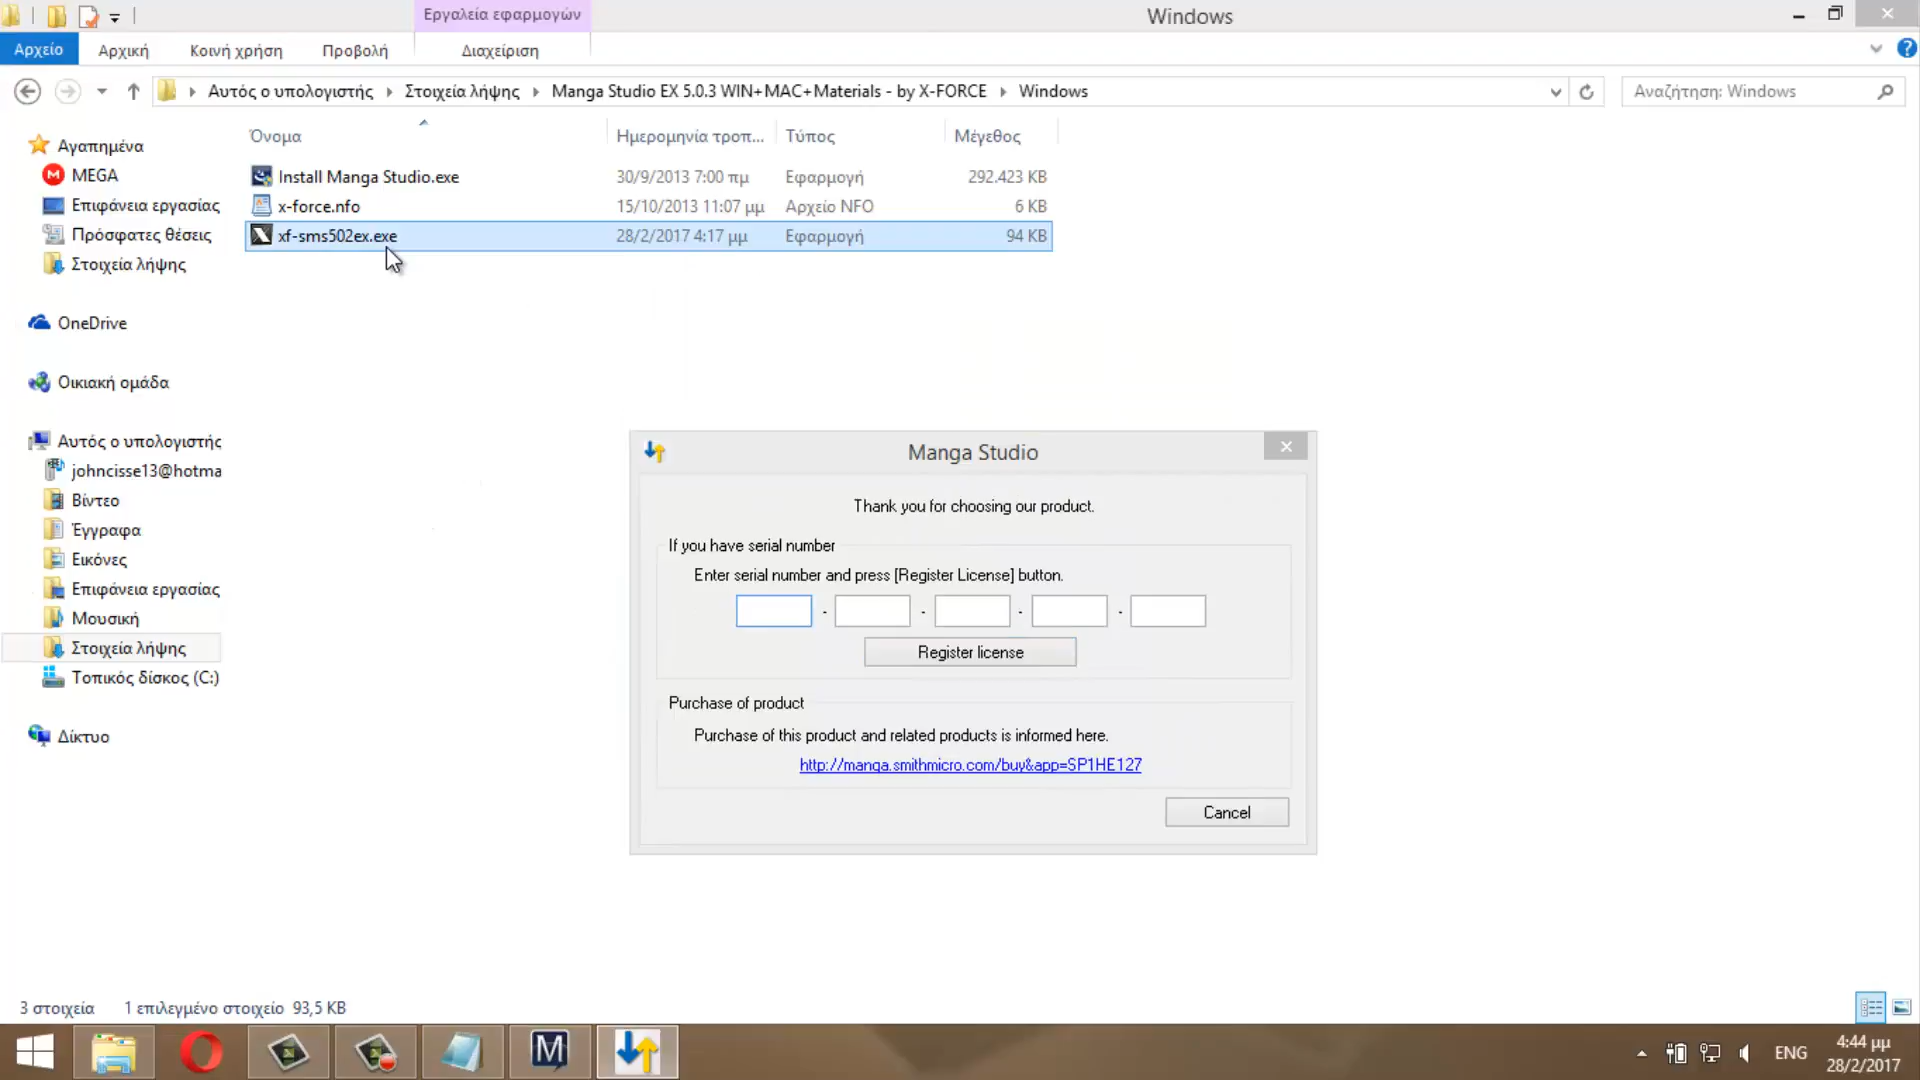 Εργαλεία εφαρμογών
Windows
Αρχείο
Αρχική
Κοινή χρήση
Προβολή
Διαχείριση
Αυτός ο υπολογιστής
Στοιχεία λήψης
Manga Studio EX 5.0.3 WIN+MAC+Materials - by X-FORCE
Windows
Αναζήτηση: Windows
Όνομα
Ημερομηνία τροπ...
Τύπος
Μέγεθος
Install Manga Studio.exe
30/9/2013 7:00 πμ
Εφαρμογή
292.423 KB
x-force.nfo
15/10/2013 11:07 μμ
Αρχείο NFO
6 KB
xf-sms502ex.exe
28/2/2017 4:17 μμ
Εφαρμογή
94 KB
Αγαπημένα
MEGA
Επιφάνεια εργασίας
Πρόσφατες θέσεις
Στοιχεία λήψης
OneDrive
Οικιακή ομάδα
Αυτός ο υπολογιστής
johncisse13@hotma
Βίντεο
Έγγραφα
Εικόνες
Επιφάνεια εργασίας
Μουσική
Στοιχεία λήψης
Τοπικός δίσκος (C:)
Δίκτυο
Manga Studio
Thank you for choosing our product.
If you have serial number
Enter serial number and press [Register License] button.
- - - -
Register license
Purchase of product
Purchase of this product and related products is informed here.
http://manga.smithmicro.com/buy&app=SP1HE127
Cancel
3 στοιχεία
1 επιλεγμένο στοιχείο 93,5 KB
ENG
4:44 μμ
28/2/2017